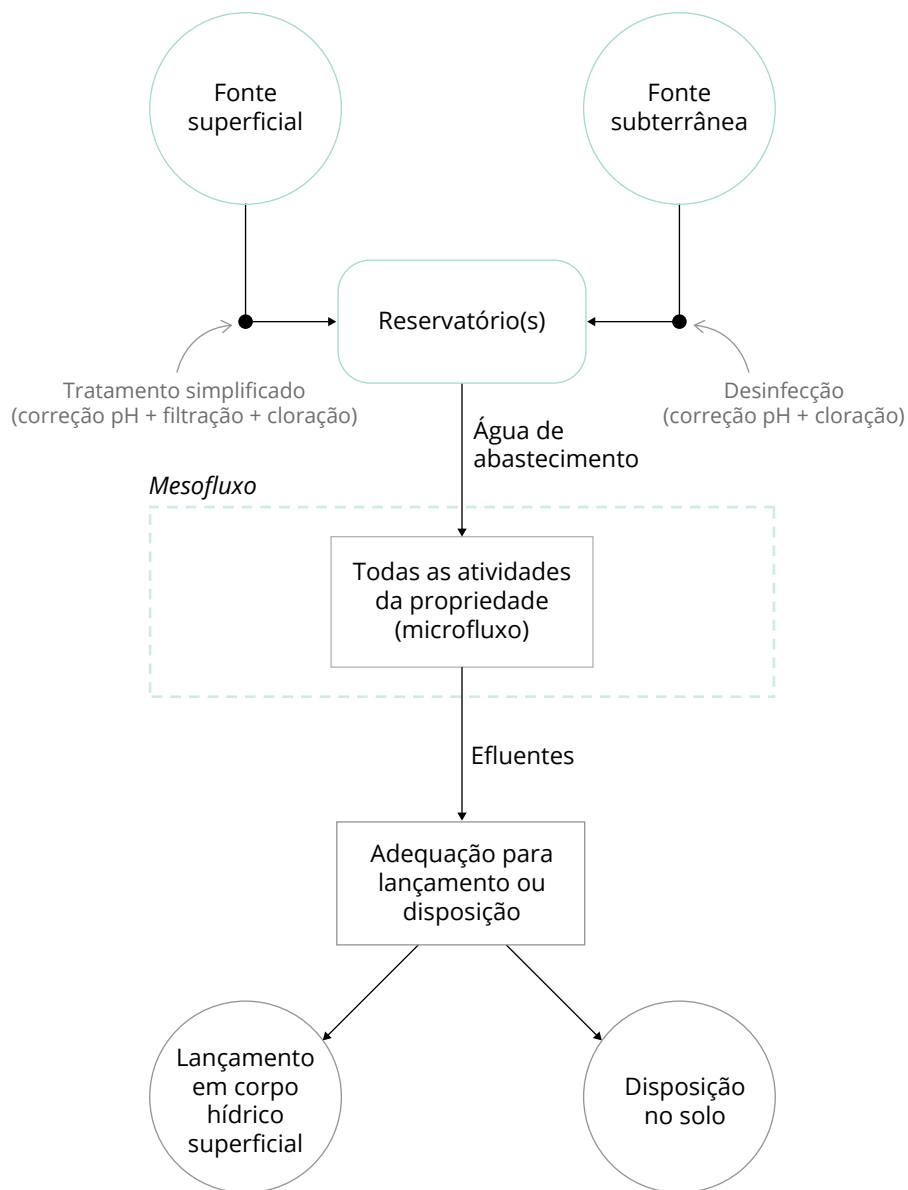 Fonte
superficial
Fonte
subterrânea
Reservatório(s)
Tratamento simplificado
(correção pH + filtração + cloração)
Desinfecção
(correção pH + cloração)
Água de
abastecimento
Mesofluxo
Todas as atividades
da propriedade
(microfluxo)
Efluentes
Adequação para
lançamento ou
disposição
Lançamento
em corpo
hídrico
superficial
Disposição
no solo